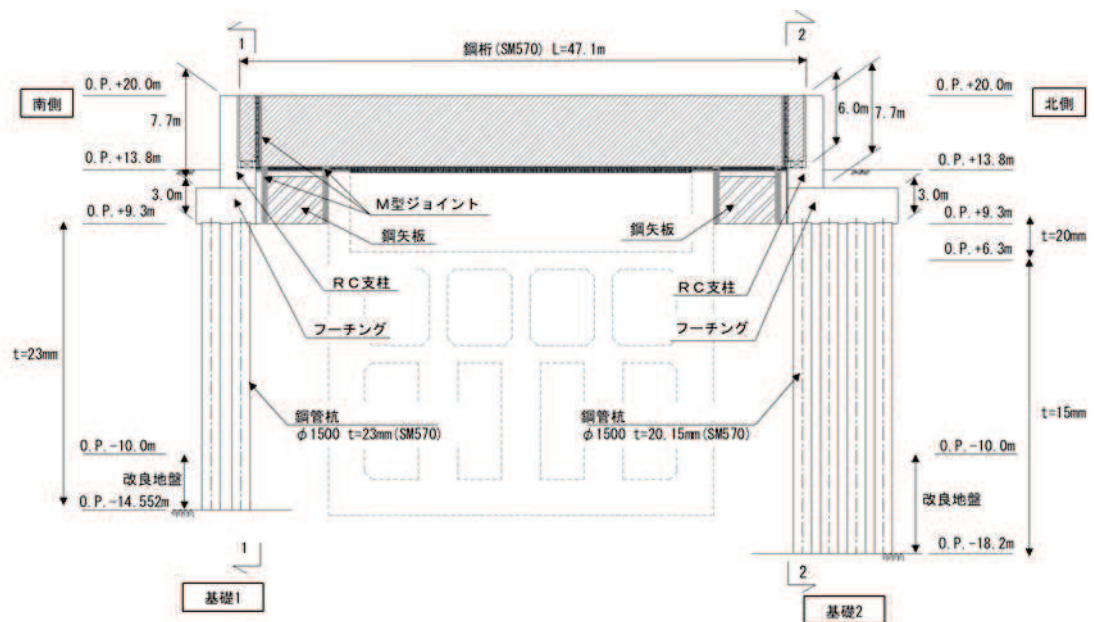 1
2
鋼桁(SM570) L=47.1m
O.P.+20.0m
O.P.+20.0m
南側
北側
7.7m
6.0m
7.7m
O.P.+13.8m
O.P.+13.8m
3.0m
M型ジョイント
3.0m
O.P.+9.3m
鋼矢板
鋼矢板
O.P.+9.3m
t=20mm
O.P.+6.3m
RC支柱
RC支柱
フーチング
フーチング
t=23mm
鋼管杭
φ1500 t=23mm(SM570)
鋼管杭
φ1500 t=20.15mm(SM570)
t=15mm
O.P.-10.0m
O.P.-10.0m
改良地盤
改良地盤
O.P.-14.552m
1
O.P.-18.2m
2
基礎1
基礎2